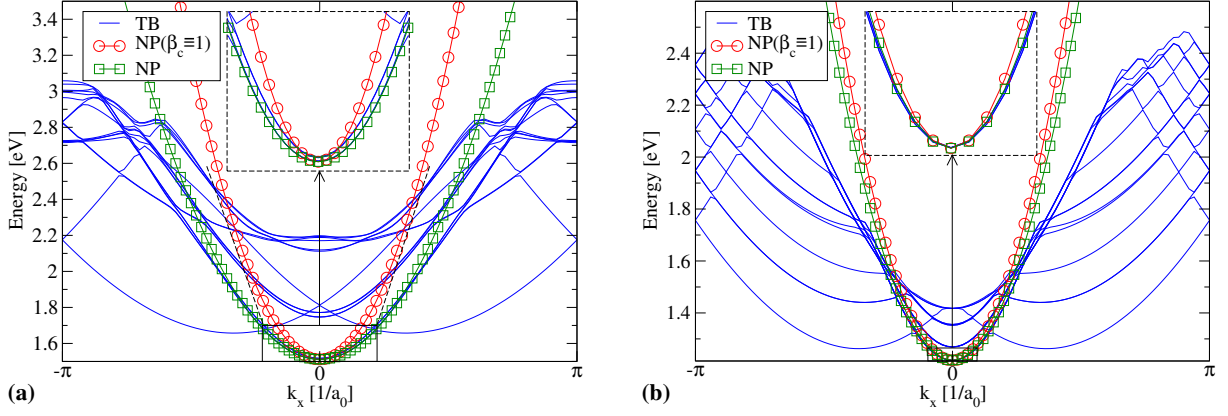 3.4
3.2
3.0
2.8
2.6
2.4
2.2
2.0
1.8
1.6
Energy [eV]
TB
NP(β_c≡1)
NP
-π
0
π
k_x [1/a_0]
(a)
2.4
2.2
2
1.8
1.6
1.4
Energy [eV]
TB
NP(β_c≡1)
NP
-π
0
π
k_x [1/a_0]
(b)